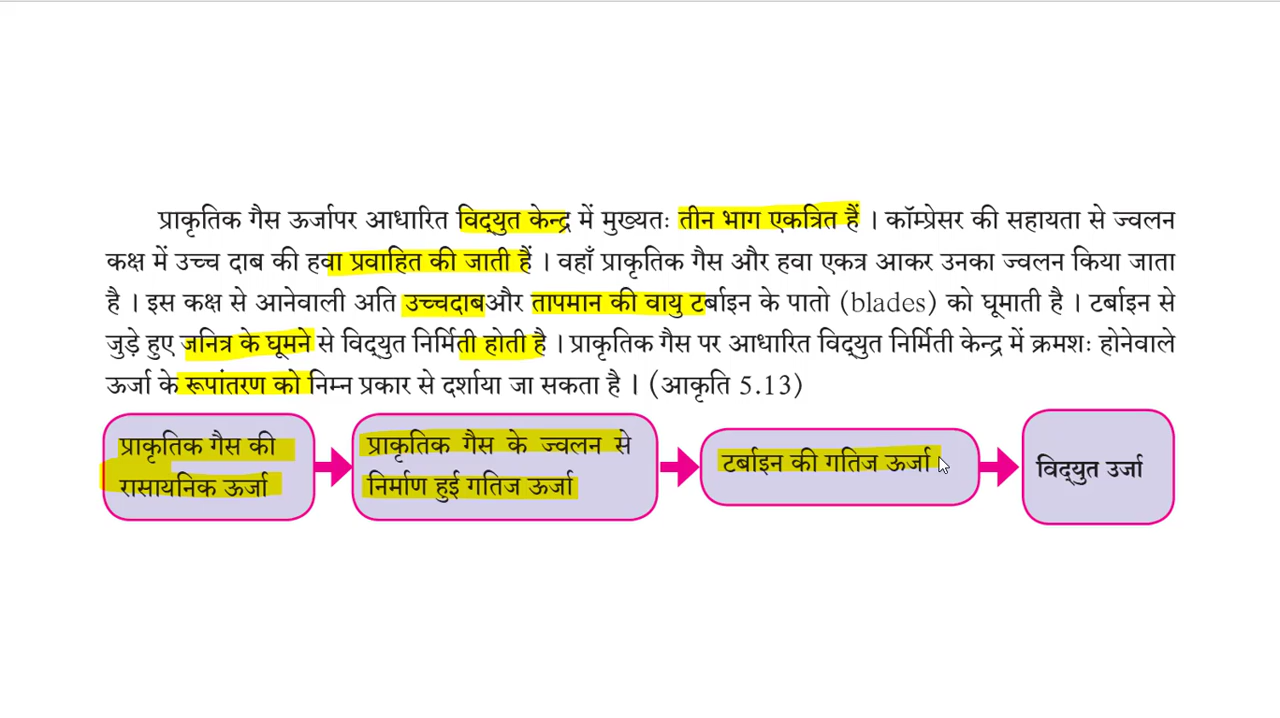 प्राकृतिक गैस ऊर्जापर आधारित विद्‌युत केन्द्र में मुख्यतः तीन भाग एकत्रित हैं । कॉम्प्रेसर की सहायता से ज्वलन
कक्ष में उच्च दाब की हवा प्रवाहित की जाती हैं । वहाँ प्राकृतिक गैस और हवा एकत्र आकर उनका ज्वलन किया जाता
है । इस कक्ष से आनेवाली अति उच्चदाबऔर तापमान की वायु टर्बाइन के पातो (blades) को घूमाती है । टर्बाइन से
जुड़े हुए जनित्र के घूमने से विद्‌युत निर्मिती होती है । प्राकृतिक गैस पर आधारित विद्‌युत निर्मिती केन्द्र में क्रमशः होनेवाले
ऊर्जा के रूपांतरण को निम्न प्रकार से दर्शाया जा सकता है । (आकृति 5.13)
प्राकृतिक गैस की
रासायनिक ऊर्जा
प्राकृतिक गैस के ज्वलन से
निर्माण हुई गतिज ऊर्जा
टर्बाइन की गतिज ऊर्जा
विद्‌युत उर्जा